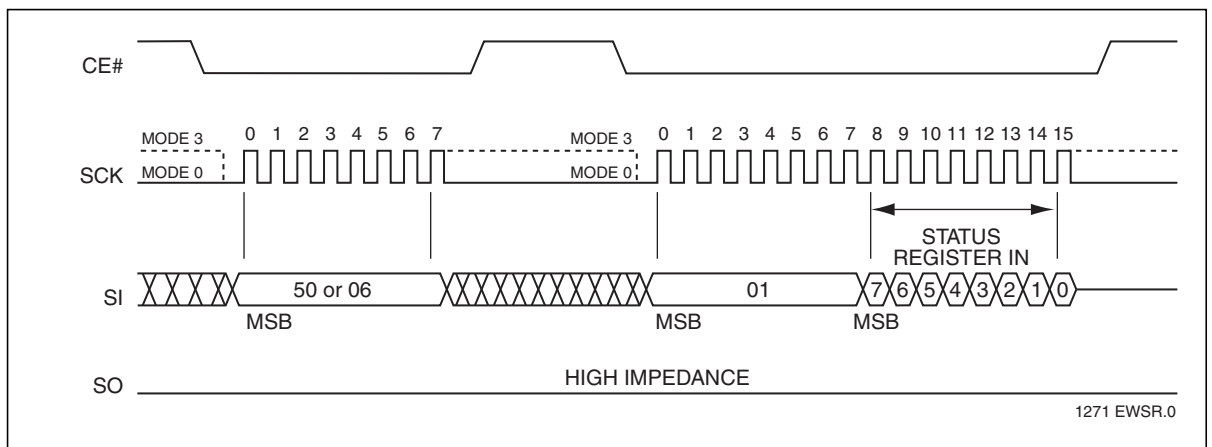 CE#
MODE 3 0 1 2 3 4 5 6 7 MODE 3 0 1 2 3 4 5 6 7 8 9 10 11 12 13 14 15
SCK MODE 0 MODE 0
STATUS
REGISTER IN
SI 50 or 06 01 7 6 5 4 3 2 1 0
MSB MSB MSB
HIGH IMPEDANCE
SO
1271 EWSR.0